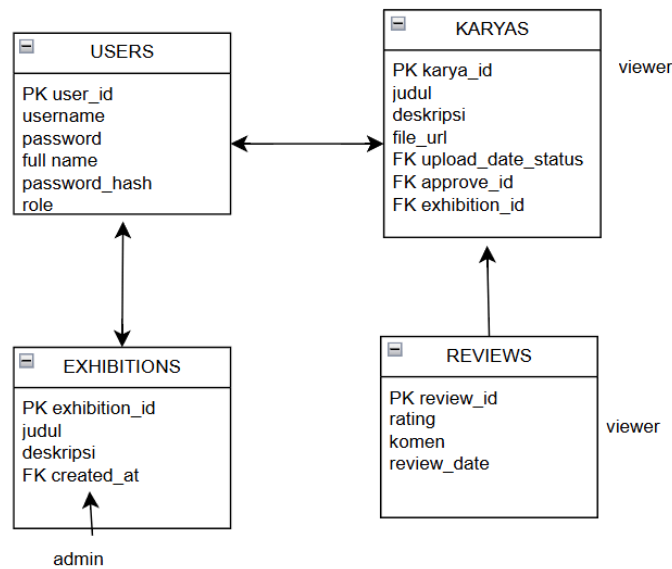 USERS
PK user_id
username
password
full name
password_hash
role
KARYAS
PK karya_id
judul
deskripsi
file_url
FK upload_date_status
FK approve_id
FK exhibition_id
viewer
EXHIBITIONS
PK exhibition_id
judul
deskripsi
FK created_at
admin
REVIEWS
PK review_id
rating
komen
review_date
viewer